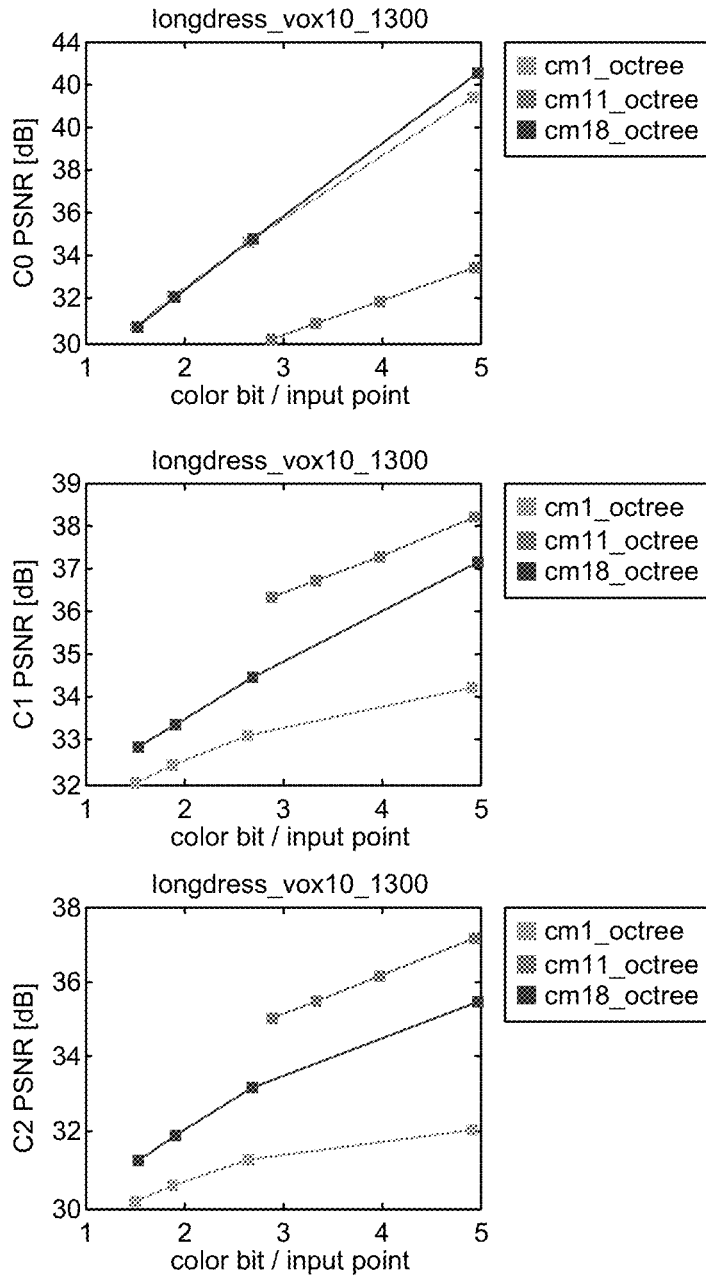 longdress_vox10_1300
44
40
40
38
36
34
32
30
C0 PSNR [dB]
1 2 3 4 5
color bit / input point
cm1_octree
cm11_octree
cm18_octree
longdress_vox10_1300
39
38
37
36
35
34
33
32
C1 PSNR [dB]
1 2 3 4 5
color bit / input point
cm1_octree
cm11_octree
cm18_octree
longdress_vox10_1300
38
36
35
33
32
30
C2 PSNR [dB]
1 2 3 4 5
color bit / input point
cm1_octree
cm11_octree
cm18_octree